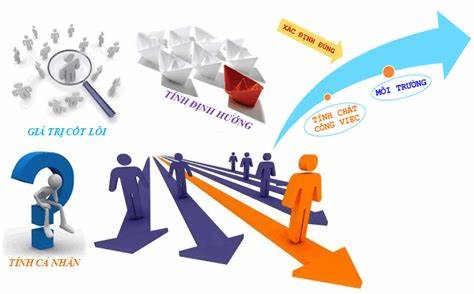 XÁC ĐỊNH ĐÚNG
MÔI TRƯỜNG
TÍNH ĐỊNH HƯỚNG
TÍNH CHẤT
CÔNG VIỆC
GIÁ TRỊ CỐT LÕI
TÍNH CÁ NHÂN